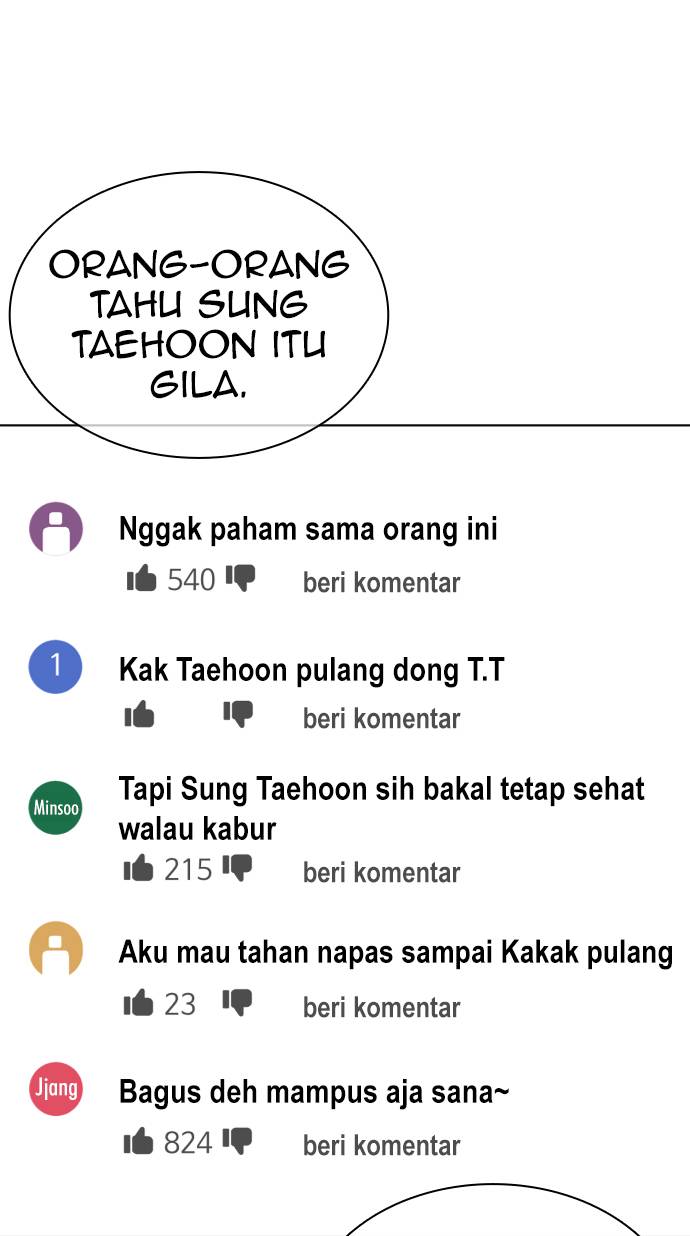 ORANG-ORANG
TAHU SUNG
TAEHOON ITU
GILA.
Nggak paham sama orang ini
540 beri komentar
1
Kak Taehoon pulang dong T.T
beri komentar
Minsoo
Tapi Sung Taehoon sih bakal tetap sehat
walau kabur
215 beri komentar
Aku mau tahan napas sampai Kakak pulang
23 beri komentar
Jjang
Bagus deh mampus aja sana~
824 beri komentar